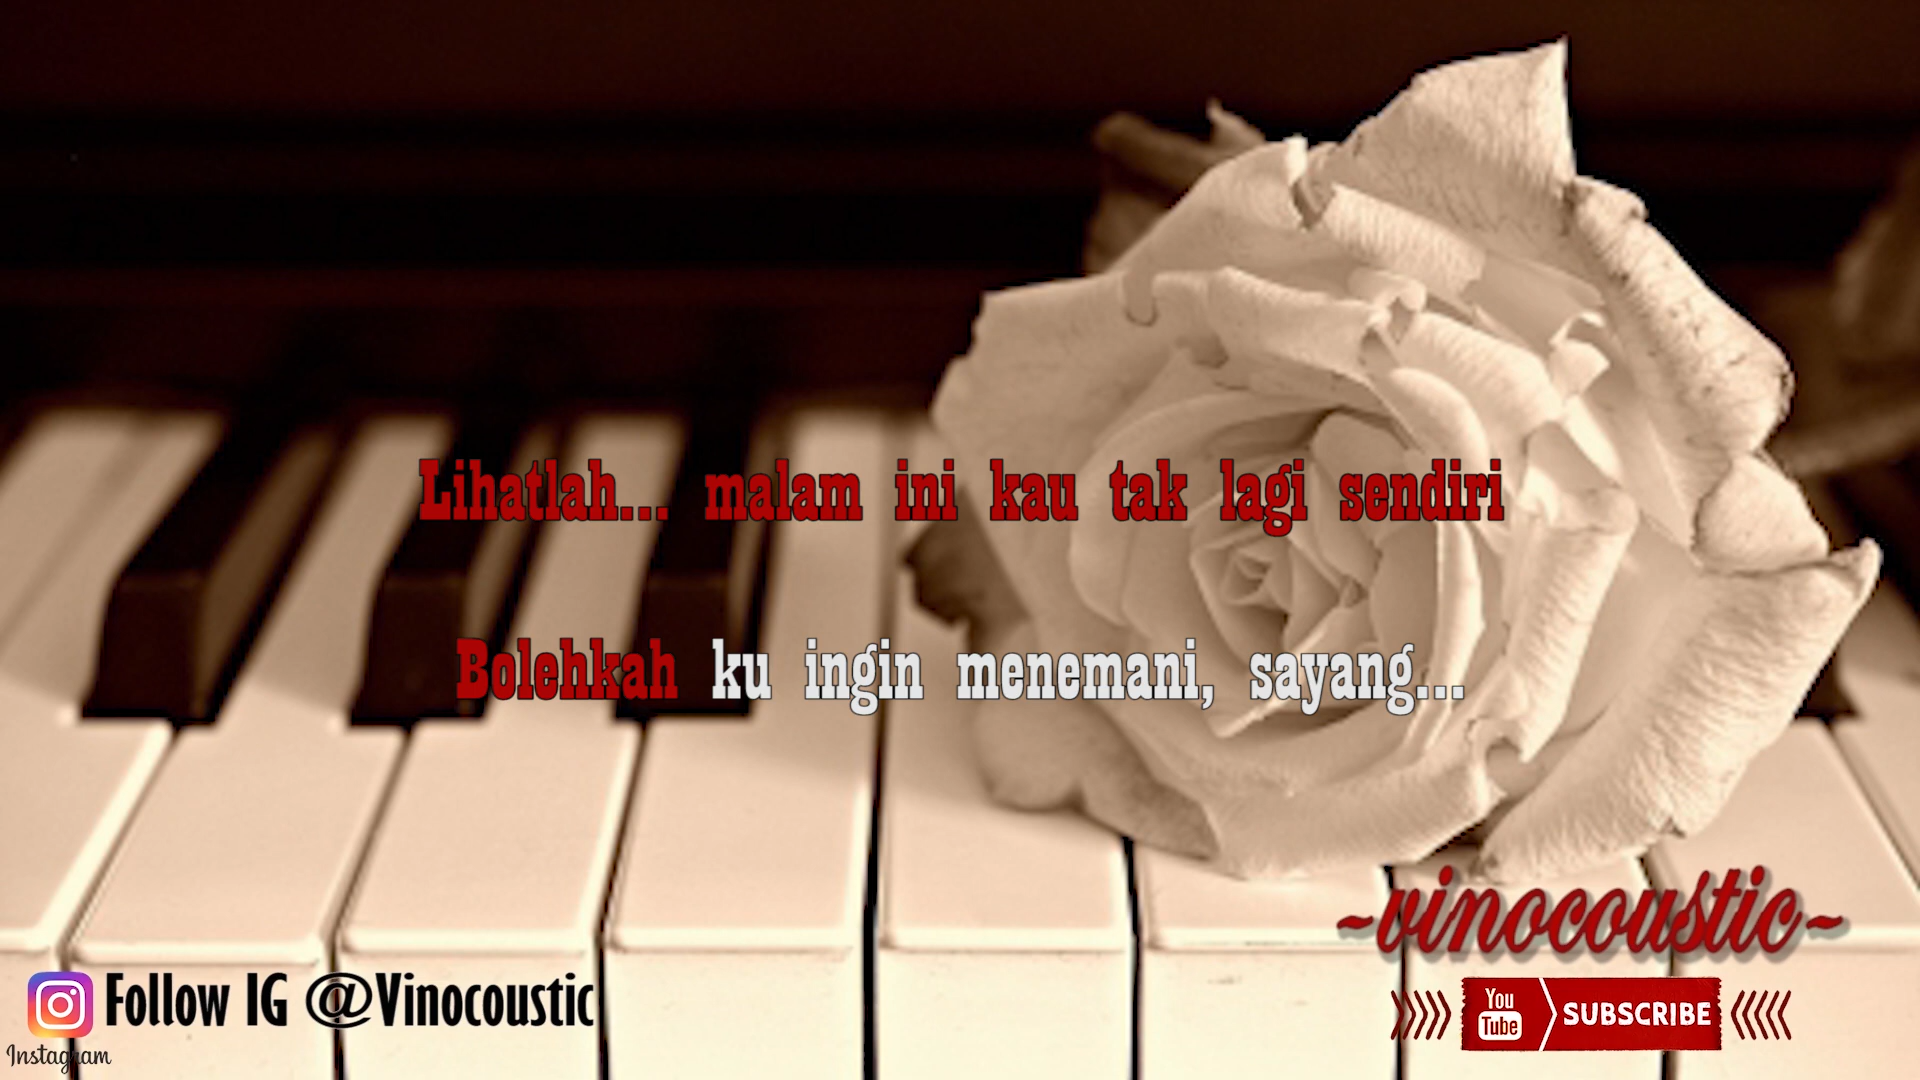 Lihatlah... malam ini kau tak lagi sendiri
Bolehkah ku ingin menemani, sayang...
~vinocoustic~
Follow IG @Vinocoustic
Instagram
You Tube SUBSCRIBE